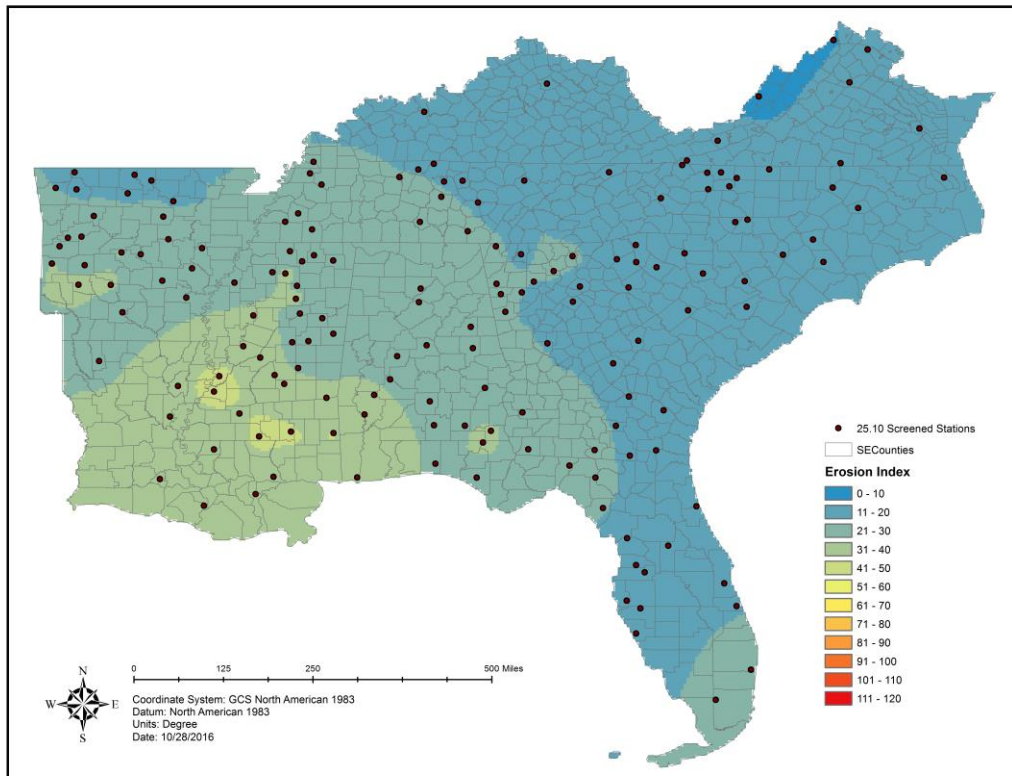 25.10 Screened Stations
SECounties
Erosion Index
0 - 10
11 - 20
21 - 30
31 - 40
41 - 50
51 - 60
61 - 70
71 - 80
81 - 90
91 - 100
101 - 110
111 - 120
0 125 250 500 Miles
N
W E
S
Coordinate System: GCS North American 1983
Datum: North American 1983
Units: Degree
Date: 10/28/2016